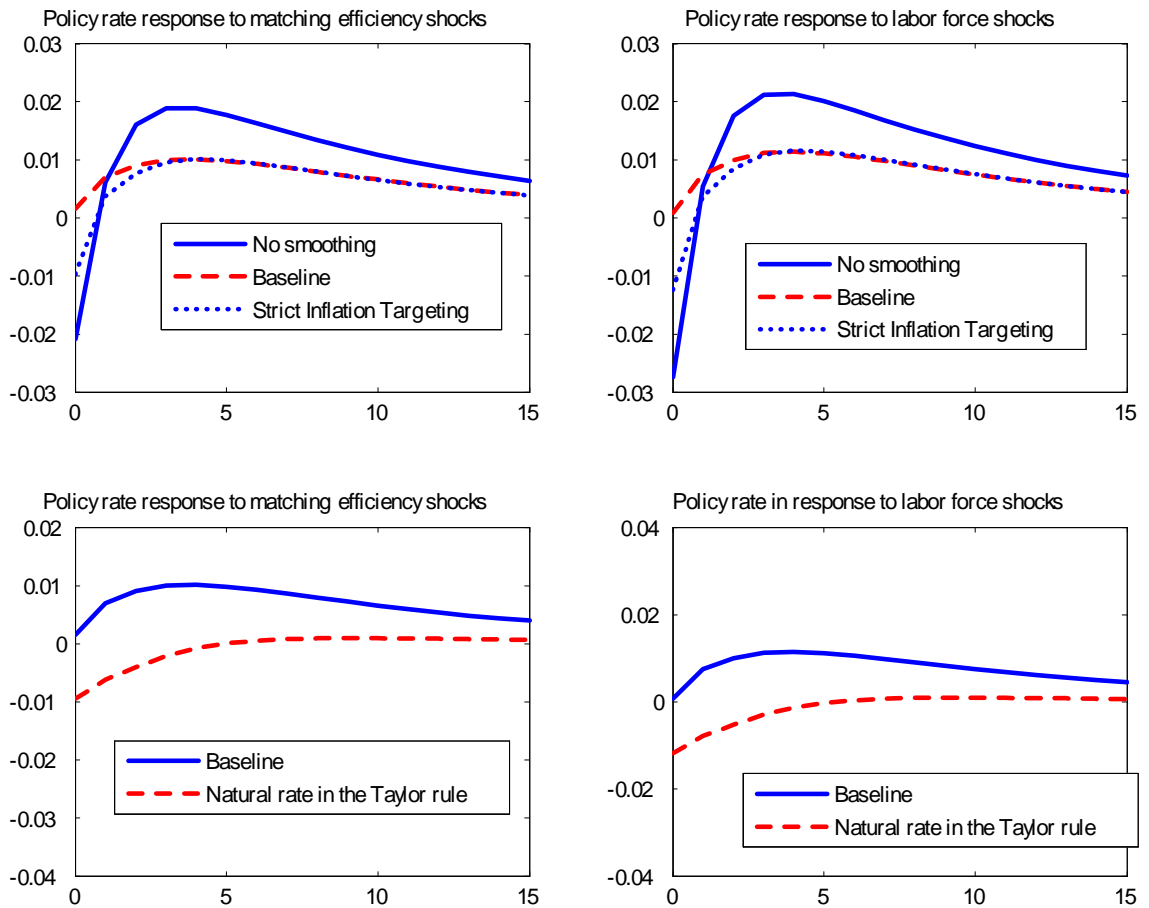 Policy rate response to matching efficiency shocks
0.03
0.02
0.01
0
-0.01
-0.02
-0.03
0 5 10 15
No smoothing
Baseline
Strict Inflation Targeting
Policy rate response to labor force shocks
0.03
0.02
0.01
0
-0.01
-0.02
-0.03
0 5 10 15
No smoothing
Baseline
Strict Inflation Targeting
Policy rate response to matching efficiency shocks
0.02
0.01
0
-0.01
-0.02
-0.03
-0.04
0 5 10 15
Baseline
Natural rate in the Taylor rule
Policy rate in response to labor force shocks
0.04
0.02
0
-0.02
-0.04
0 5 10 15
Baseline
Natural rate in the Taylor rule